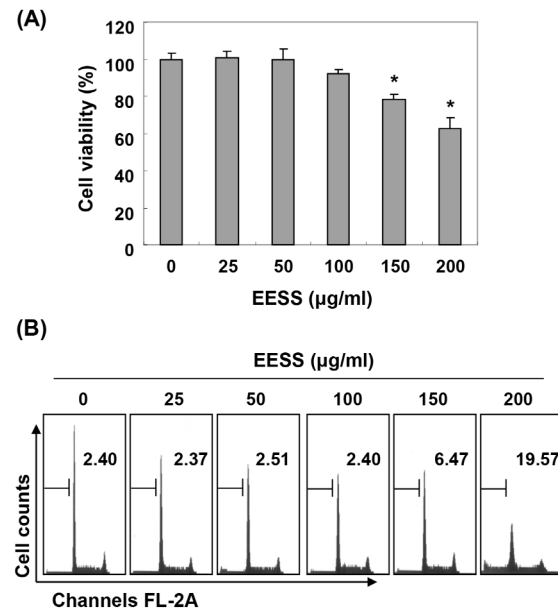 (A)
Cell viability (%)
120
100
80
60
40
20
0
*
*
0 25 50 100 150 200
EESS (µg/ml)
(B)
EESS (µg/ml)
0 25 50 100 150 200
2.40 2.37 2.51 2.40 6.47 19.57
Cell counts
Channels FL-2A